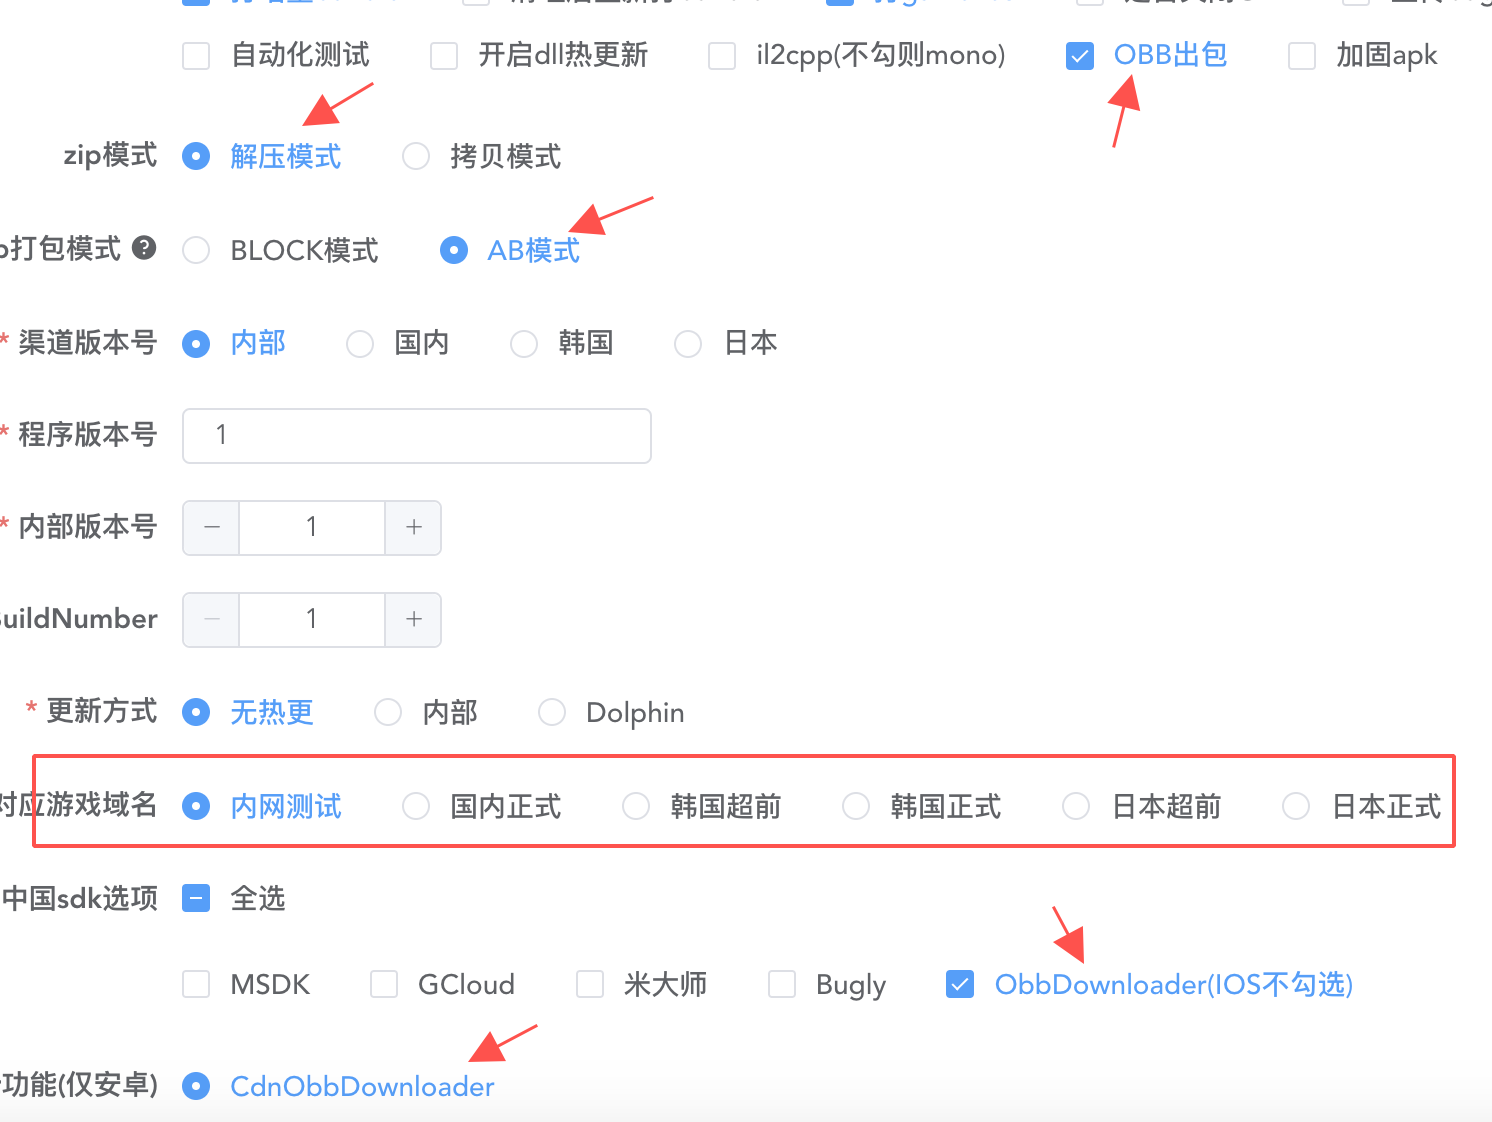 自动化测试 开启dll热更新 il2cpp(不勾则mono) OBB出包 加固apk
zip模式 解压模式 拷贝模式
打包模式 ? BLOCK模式 AB模式
* 渠道版本号 内部 国内 韩国 日本
* 程序版本号 1
* 内部版本号 − 1 +
uildNumber − 1 +
* 更新方式 无热更 内部 Dolphin
对应游戏域名 内网测试 国内正式 韩国超前 韩国正式 日本超前 日本正式
中国sdk选项 全选
MSDK GCloud 米大师 Bugly ObbDownloader(IOS不勾选)
功能(仅安卓) CdnObbDownloader